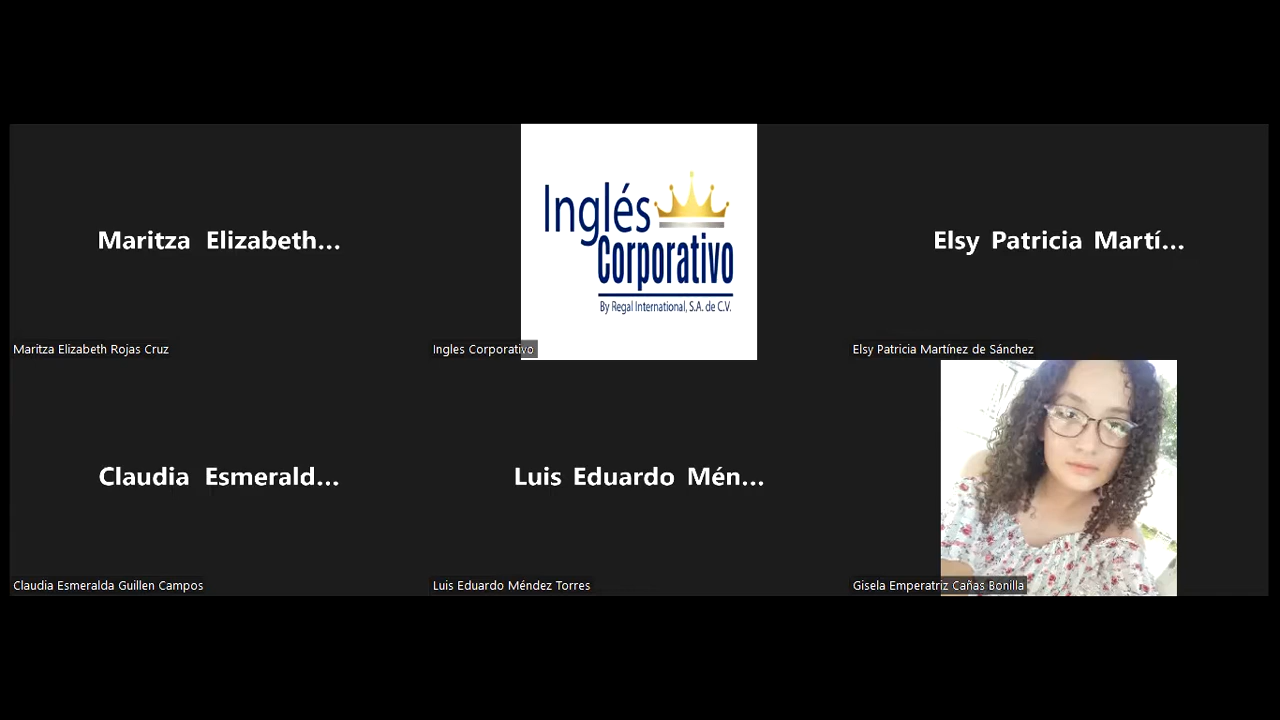 Maritza Elizabeth...
Maritza Elizabeth Rojas Cruz
Inglés
Corporativo
By Regal International, S.A. de C.V.
Ingles Corporativo
Elsy Patricia Martí...
Elsy Patricia Martínez de Sánchez
Claudia Esmerald...
Claudia Esmeralda Guillen Campos
Luis Eduardo Mén...
Luis Eduardo Méndez Torres
Gisela Emperatriz Cañas Bonilla